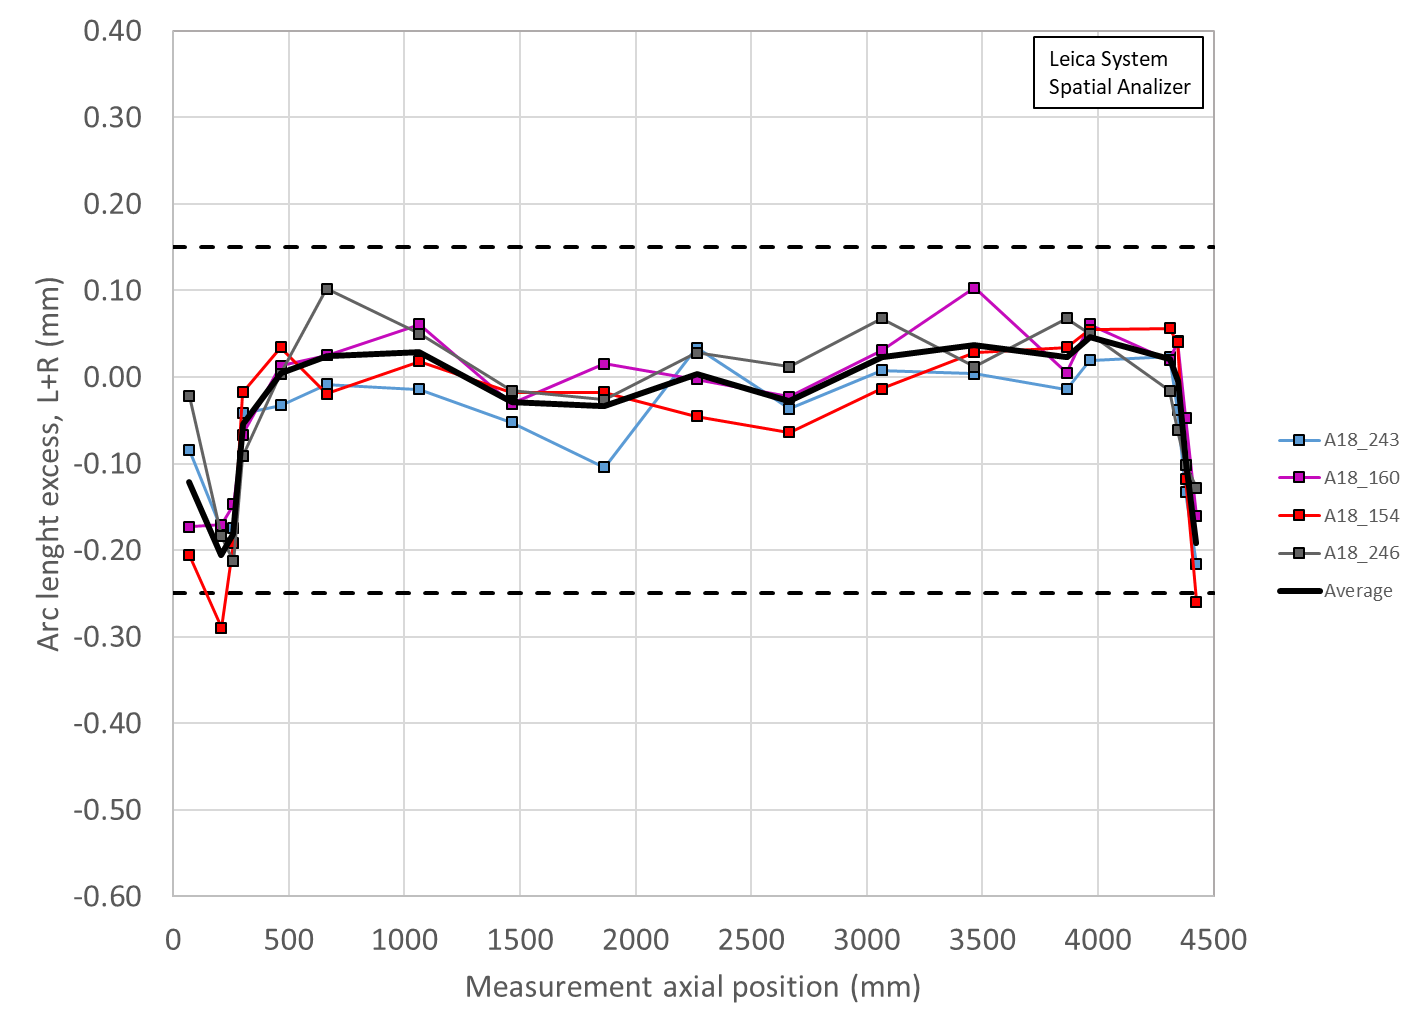 0.40
0.30
0.20
0.10
0.00
-0.10
-0.20
-0.30
-0.40
-0.50
-0.60
Arc lenght excess, L+R (mm)
Leica System
Spatial Analizer
A18_243
A18_160
A18_154
A18_246
Average
0 500 1000 1500 2000 2500 3000 3500 4000 4500
Measurement axial position (mm)